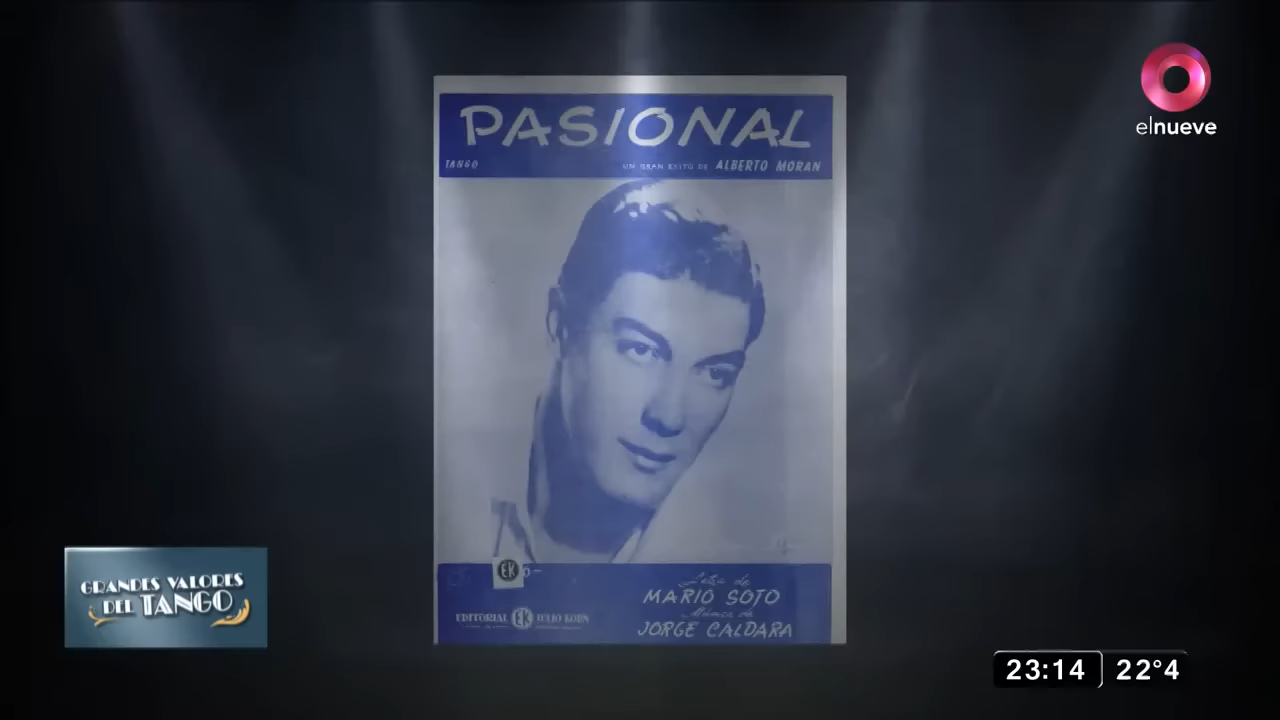 PASIONAL
TANGO
UN GRAN EXITO DE ALBERTO MORAN
elnueve
EK
EDITORIAL EK JULIO KORN
Letra de
MARIO SOTO
Música de
JORGE CALDARA
GRANDES VALORES
DEL TANGO
23:14 22°4